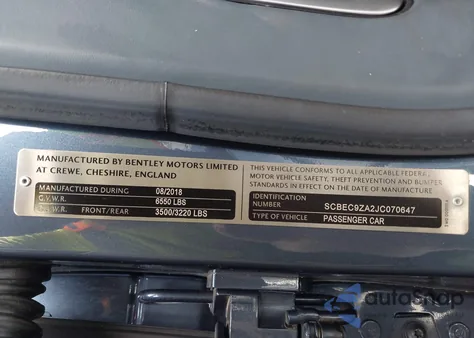 MANUFACTURED BY BENTLEY MOTORS LIMITED
AT CREWE, CHESHIRE, ENGLAND
MANUFACTURED DURING 08/2018
G.V.W.R. 6550 LBS
FRONT/REAR 3500/3220 LBS
THIS VEHICLE CONFORMS TO ALL APPLICABLE FEDERAL
MOTOR VEHICLE SAFETY, THEFT PREVENTION AND BUMPER
STANDARDS IN EFFECT ON THE DATE OF MANUFACTURE
IDENTIFICATION NUMBER SCBEC9ZA2JC070647
TYPE OF VEHICLE PASSENGER CAR
autoSnap